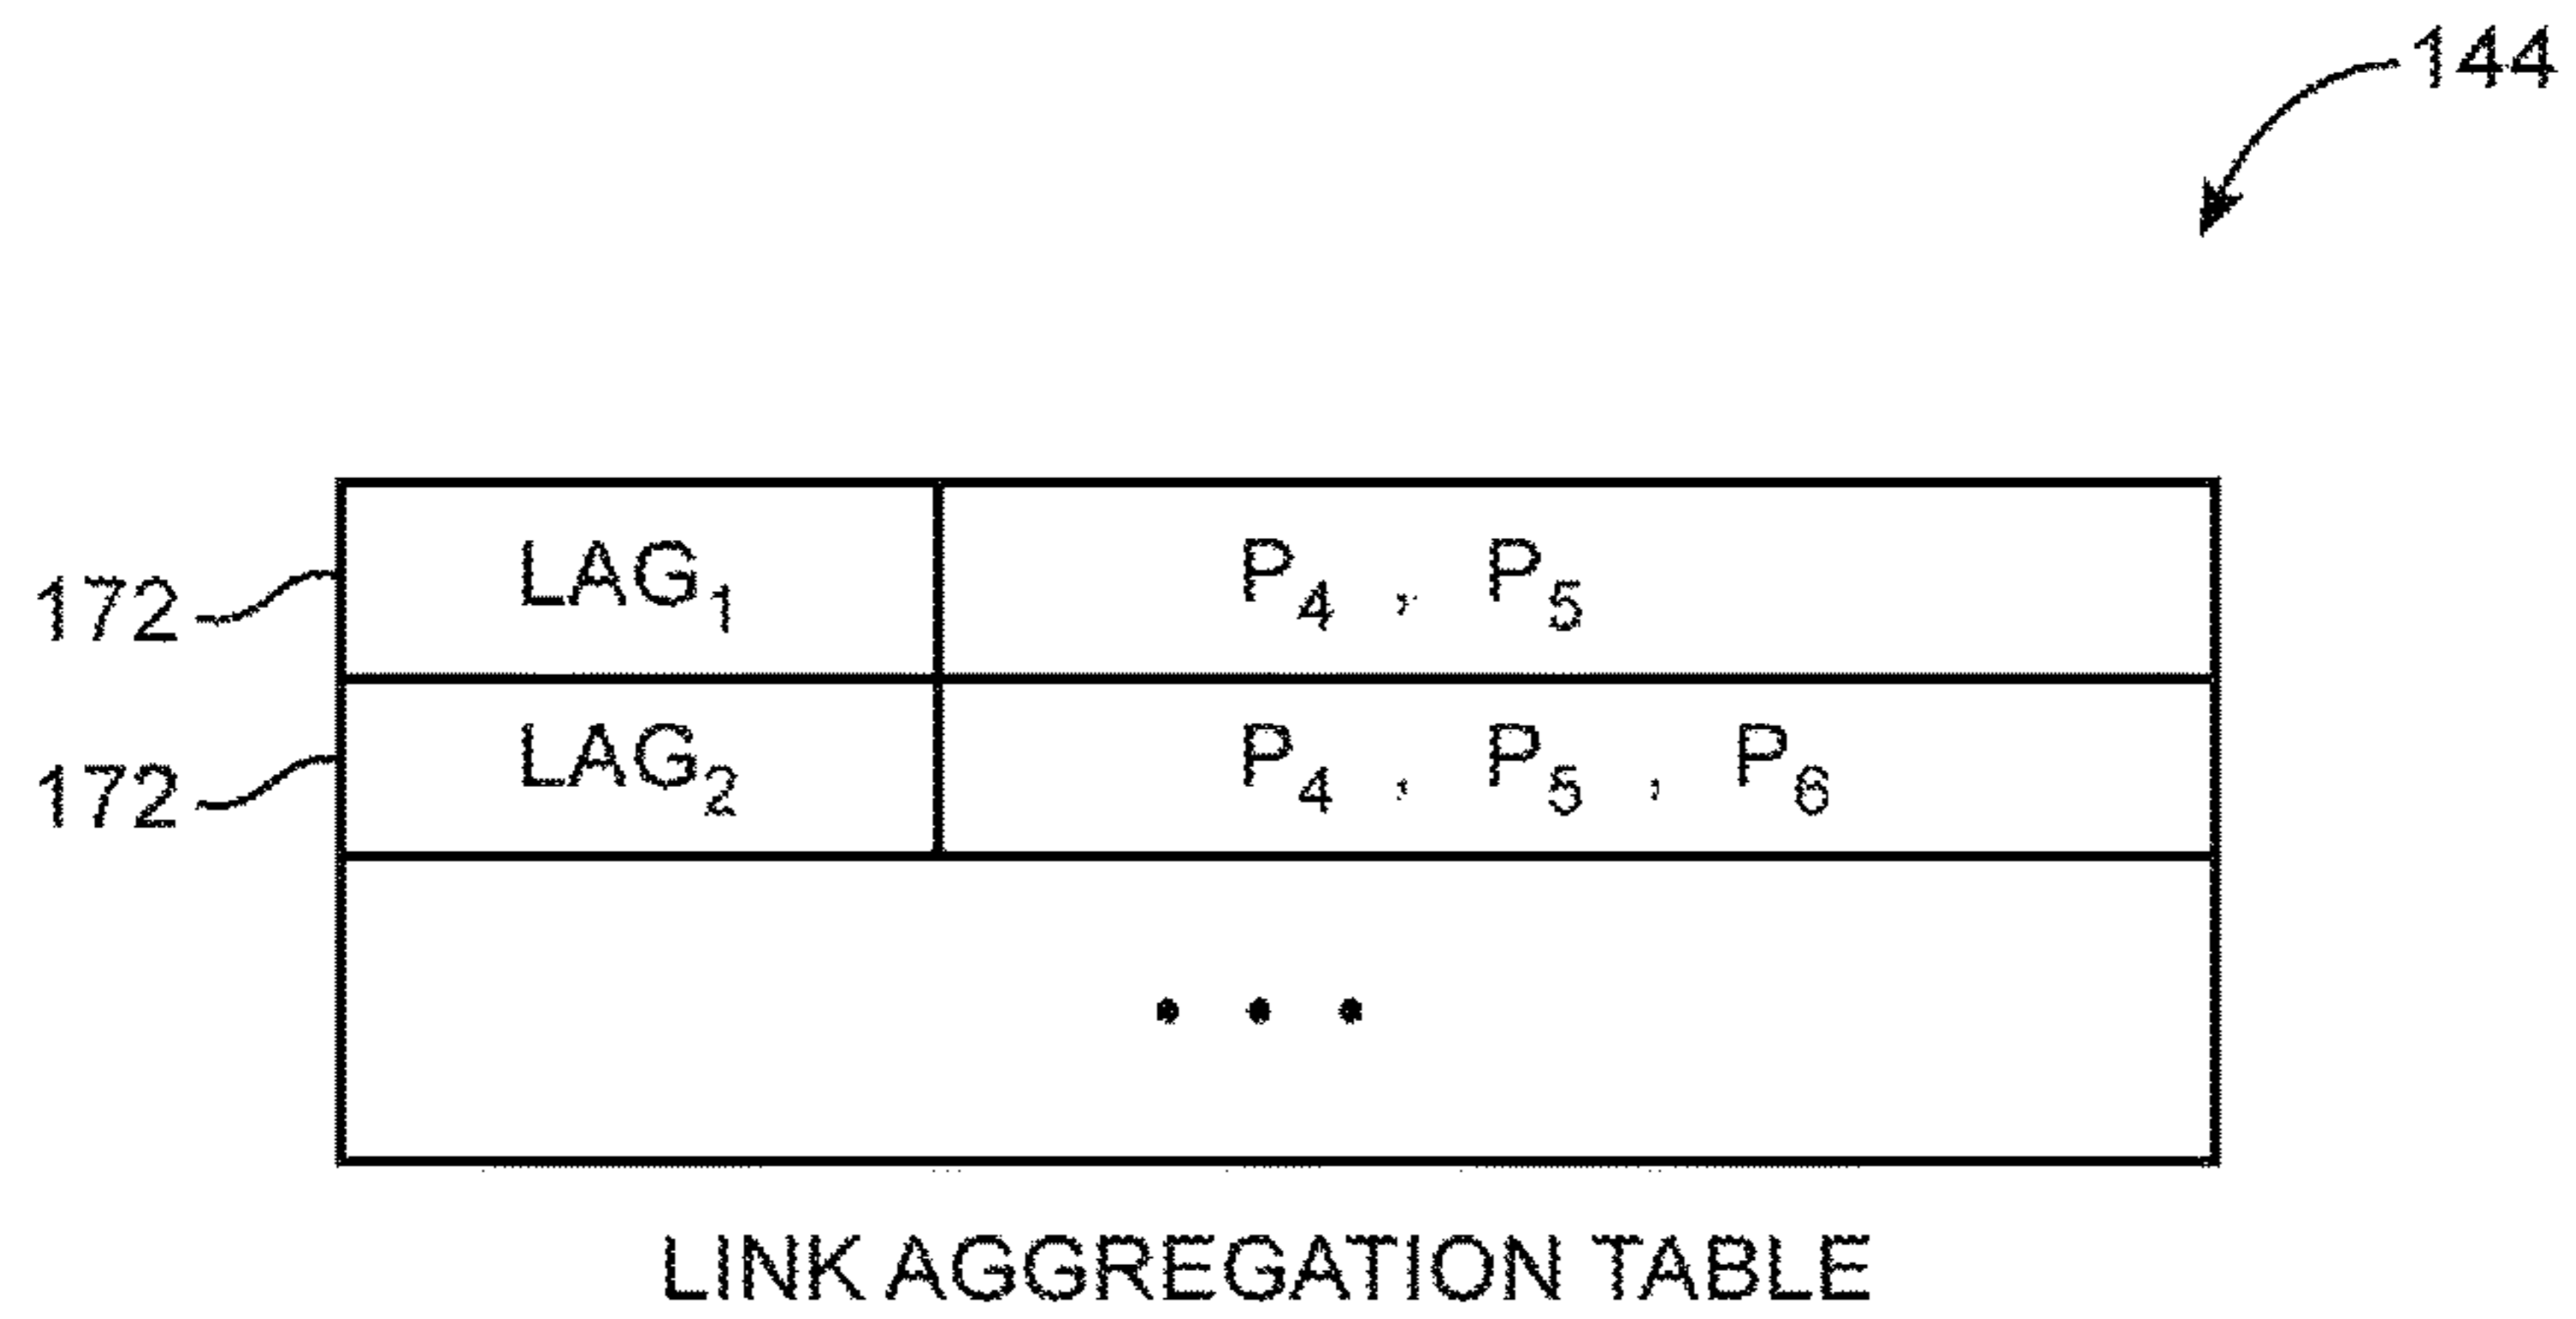 144
172 LAG₁ P₄ , P₅
172 LAG₂ P₄ , P₅ , P₆
• • •
LINK AGGREGATION TABLE